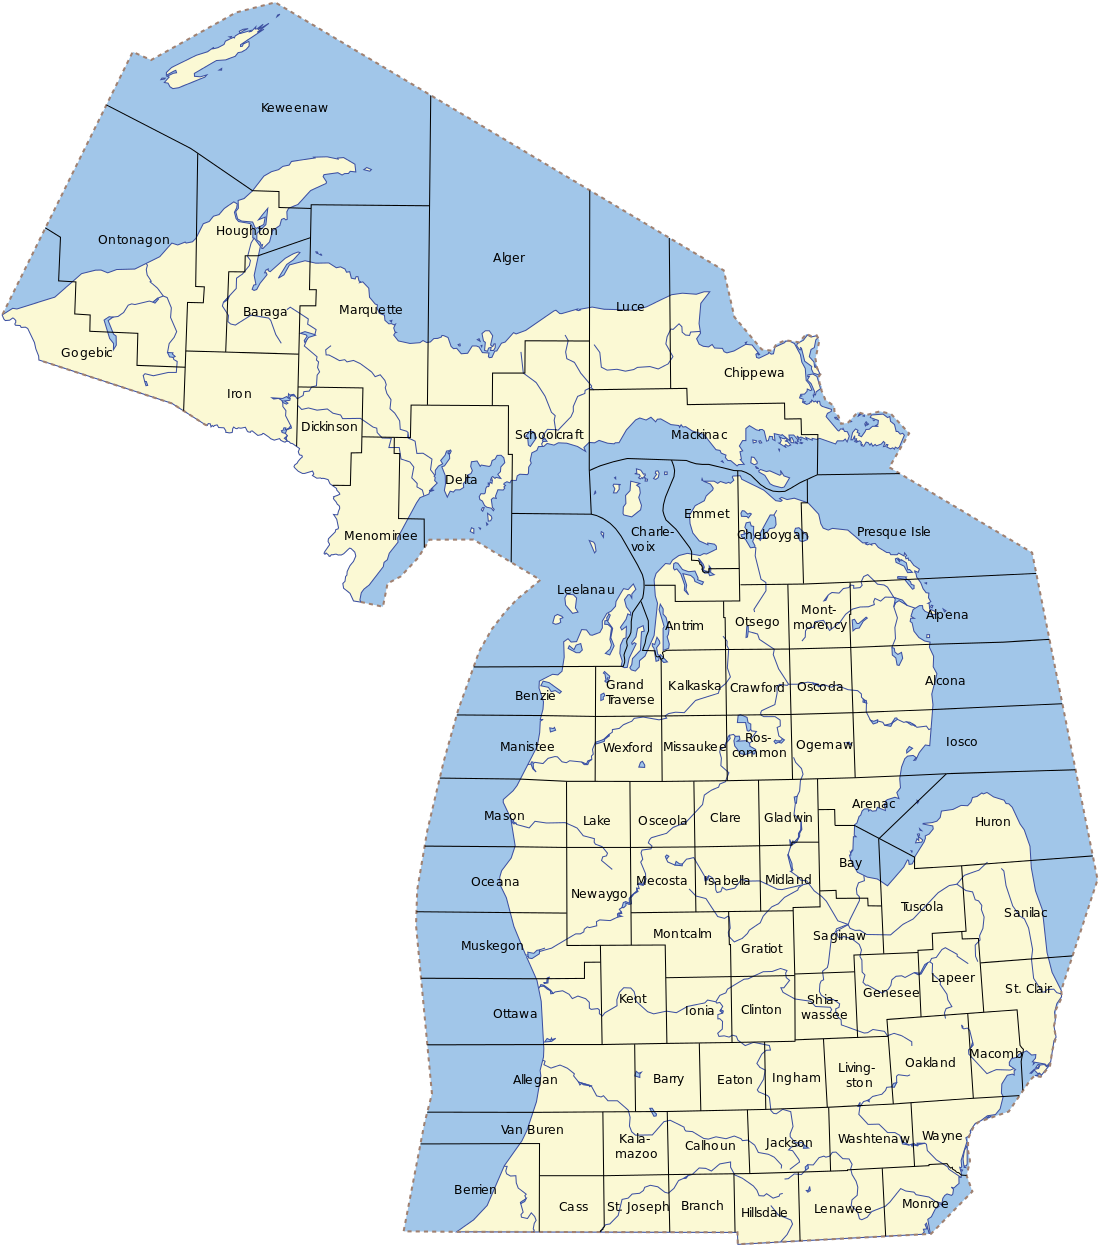 Keweenaw
Houghton
Ontonagon
Alger
Luce
Baraga
Marquette
Gogebic
Chippewa
Iron
Dickinson
Schoolcraft
Mackinac
Delta
Menominee
Emmet
Charle-
voix
Cheboygan
Presque Isle
Leelanau
Antrim
Otsego
Mont-
morency
Alpena
Benzie
Grand
Traverse
Kalkaska
Crawford
Oscoda
Alcona
Manistee
Wexford
Missaukee
Ros-
common
Ogemaw
Iosco
Mason
Lake
Osceola
Clare
Gladwin
Arenac
Huron
Oceana
Newaygo
Mecosta
Isabella
Midland
Bay
Tuscola
Sanilac
Muskegon
Montcalm
Gratiot
Saginaw
Ottawa
Kent
Ionia
Clinton
Shia-
wassee
Genesee
Lapeer
St. Clair
Allegan
Barry
Eaton
Ingham
Living-
ston
Oakland
Macomb
Van Buren
Kala-
mazoo
Calhoun
Jackson
Washtenaw
Wayne
Berrien
Cass
St. Joseph
Branch
Hillsdale
Lenawee
Monroe